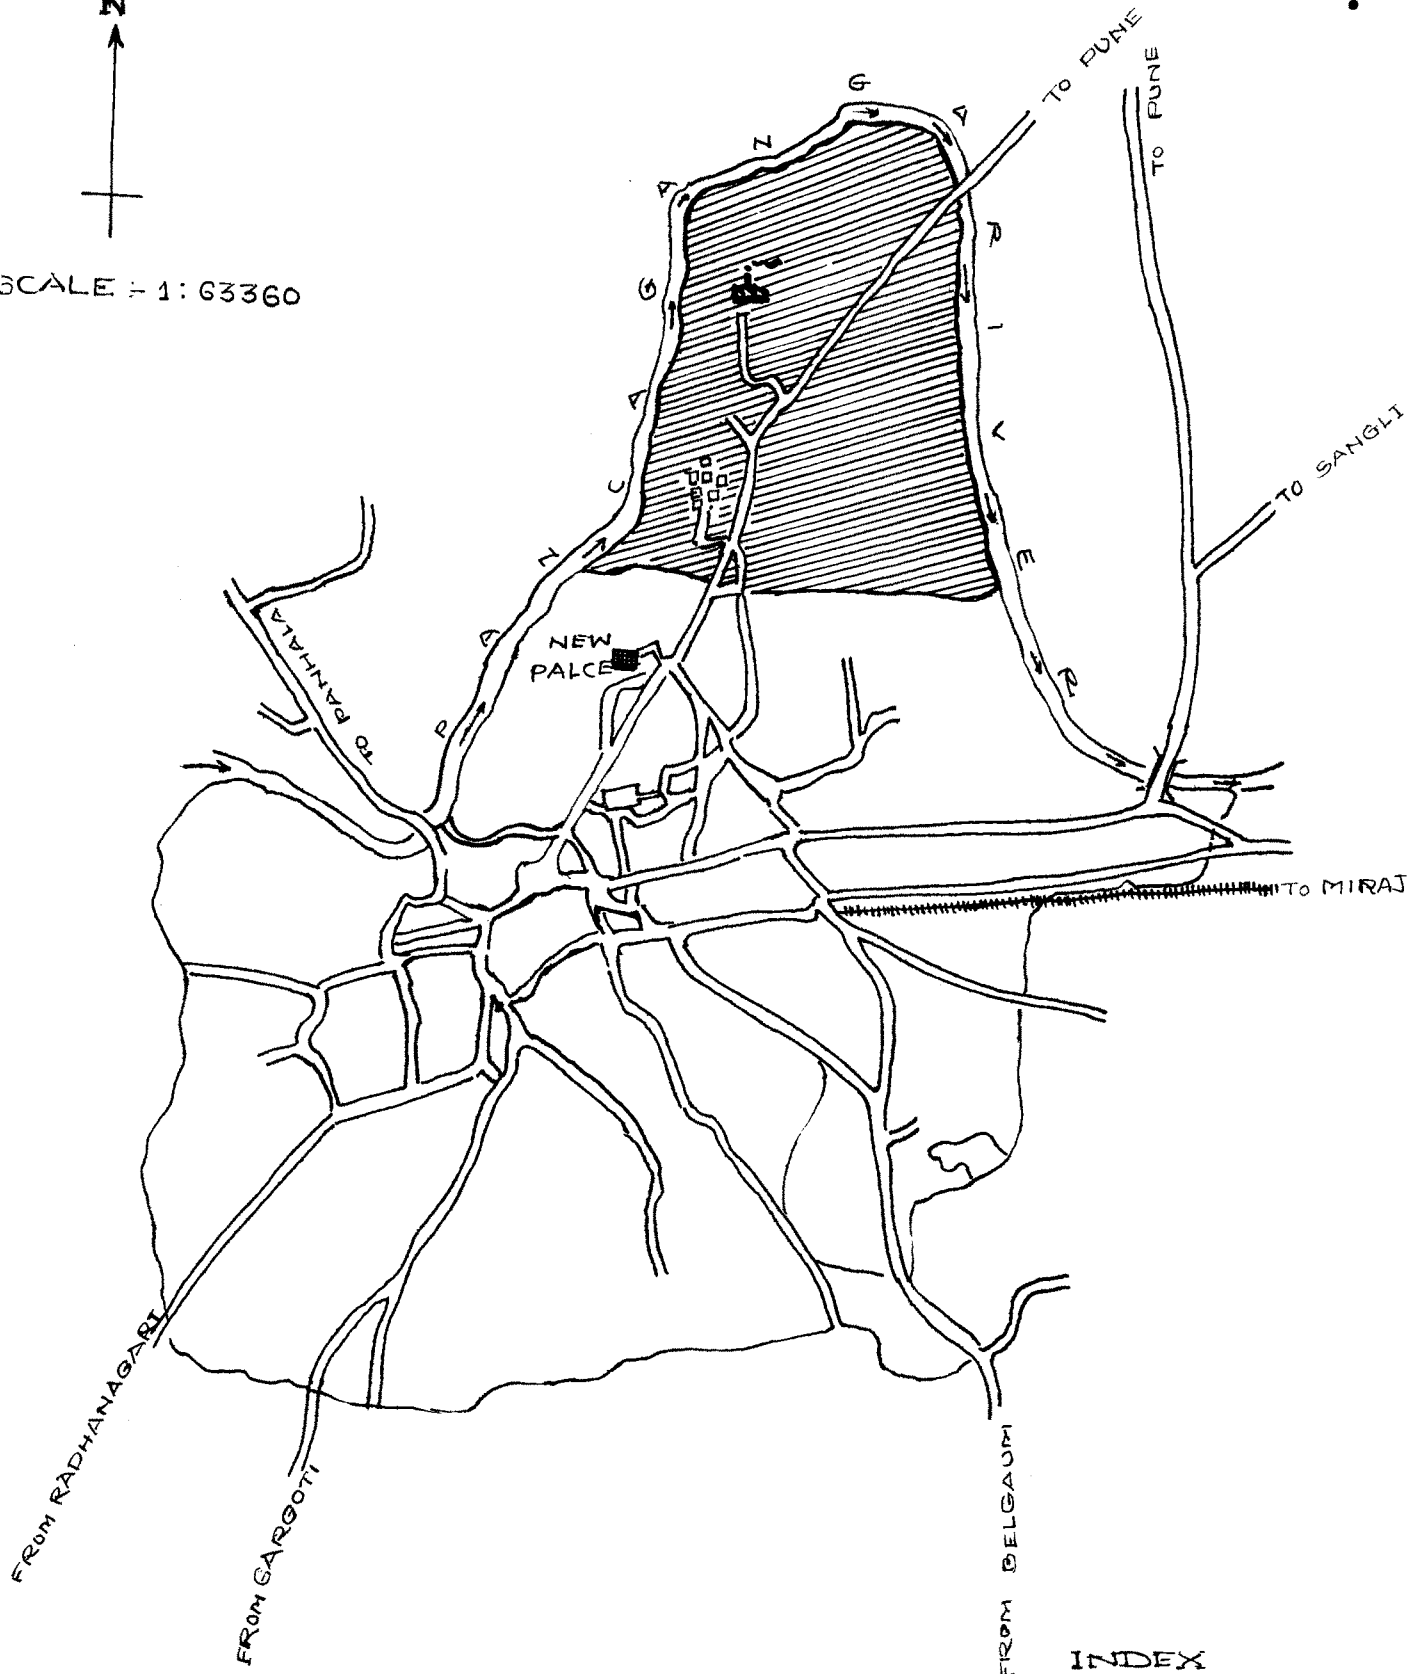 N
SCALE :- 1:63360
TO PUNE
TO PUNE
TO SANGLI
PANCHAGANGA RIVER
TO PANHALA
NEW
PALCE
TO MIRAJ
FROM RADHANAGARI
FROM GARGOTI
FROM BELGAUM
INDEX